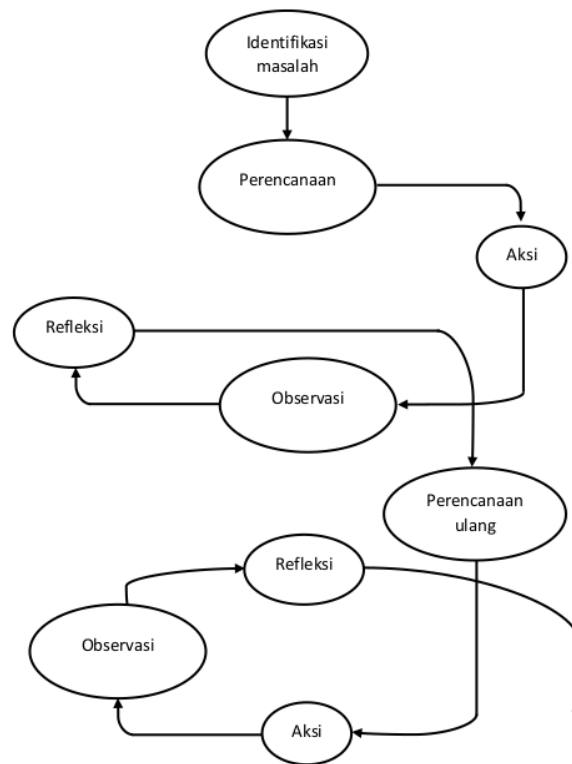 Identifikasi
masalah
Perencanaan
Aksi
Refleksi
Observasi
Perencanaan
ulang
Refleksi
Observasi
Aksi